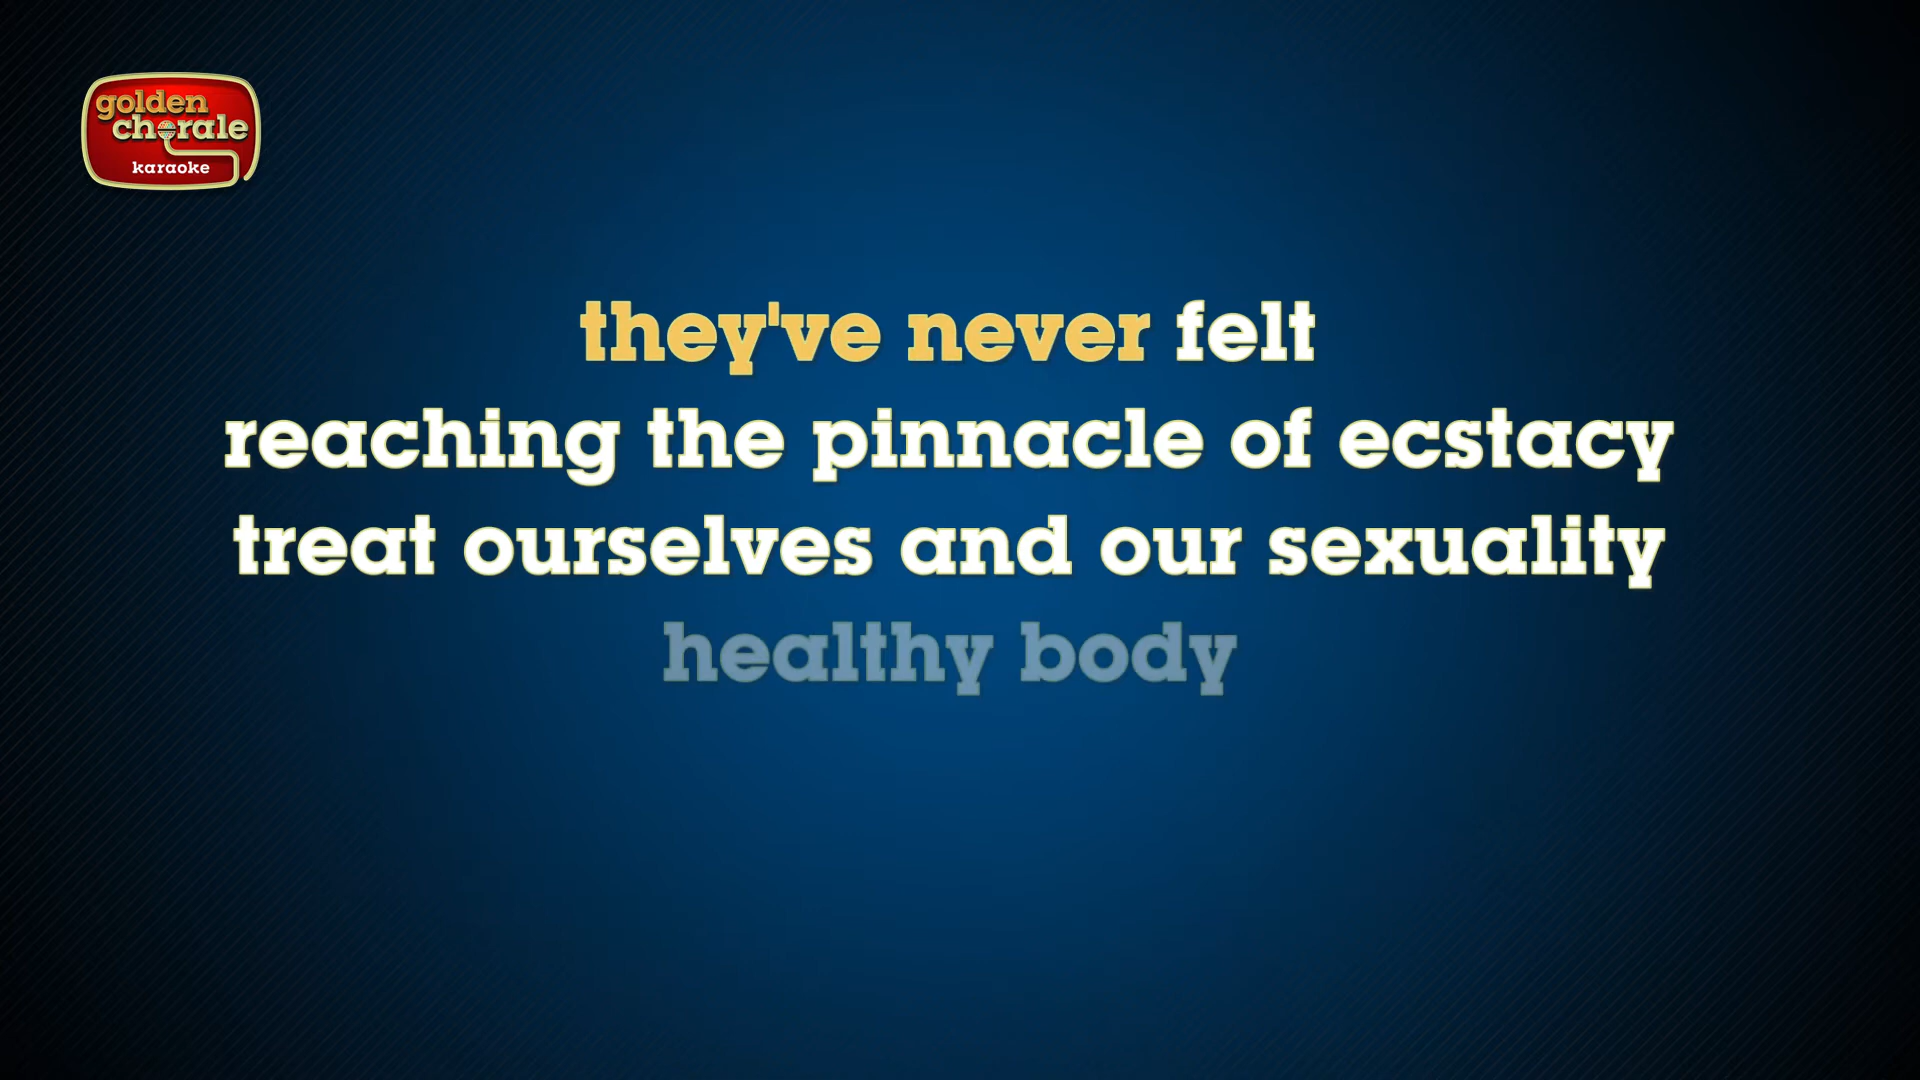 golden
chorale
karaoke
they've never felt
reaching the pinnacle of ecstacy
treat ourselves and our sexuality
healthy body